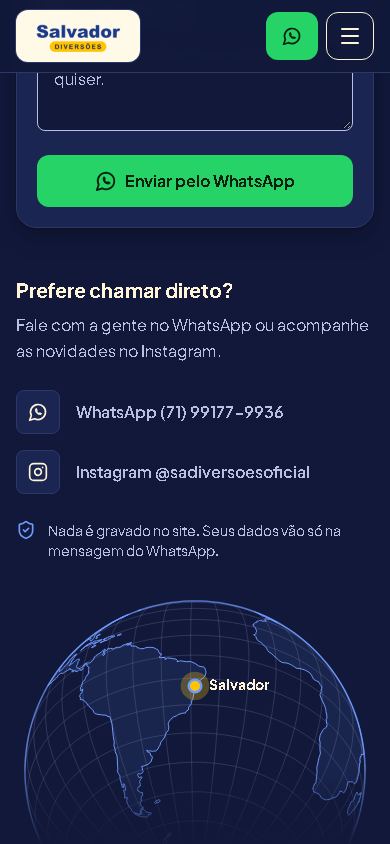 Salvador
DIVERSÕES
quiser.
Enviar pelo WhatsApp
Prefere chamar direto?
Fale com a gente no WhatsApp ou acompanhe
as novidades no Instagram.
WhatsApp (71) 99177-9936
Instagram @sadiversoesoficial
Nada é gravado no site. Seus dados vão só na
mensagem do WhatsApp.
Salvador